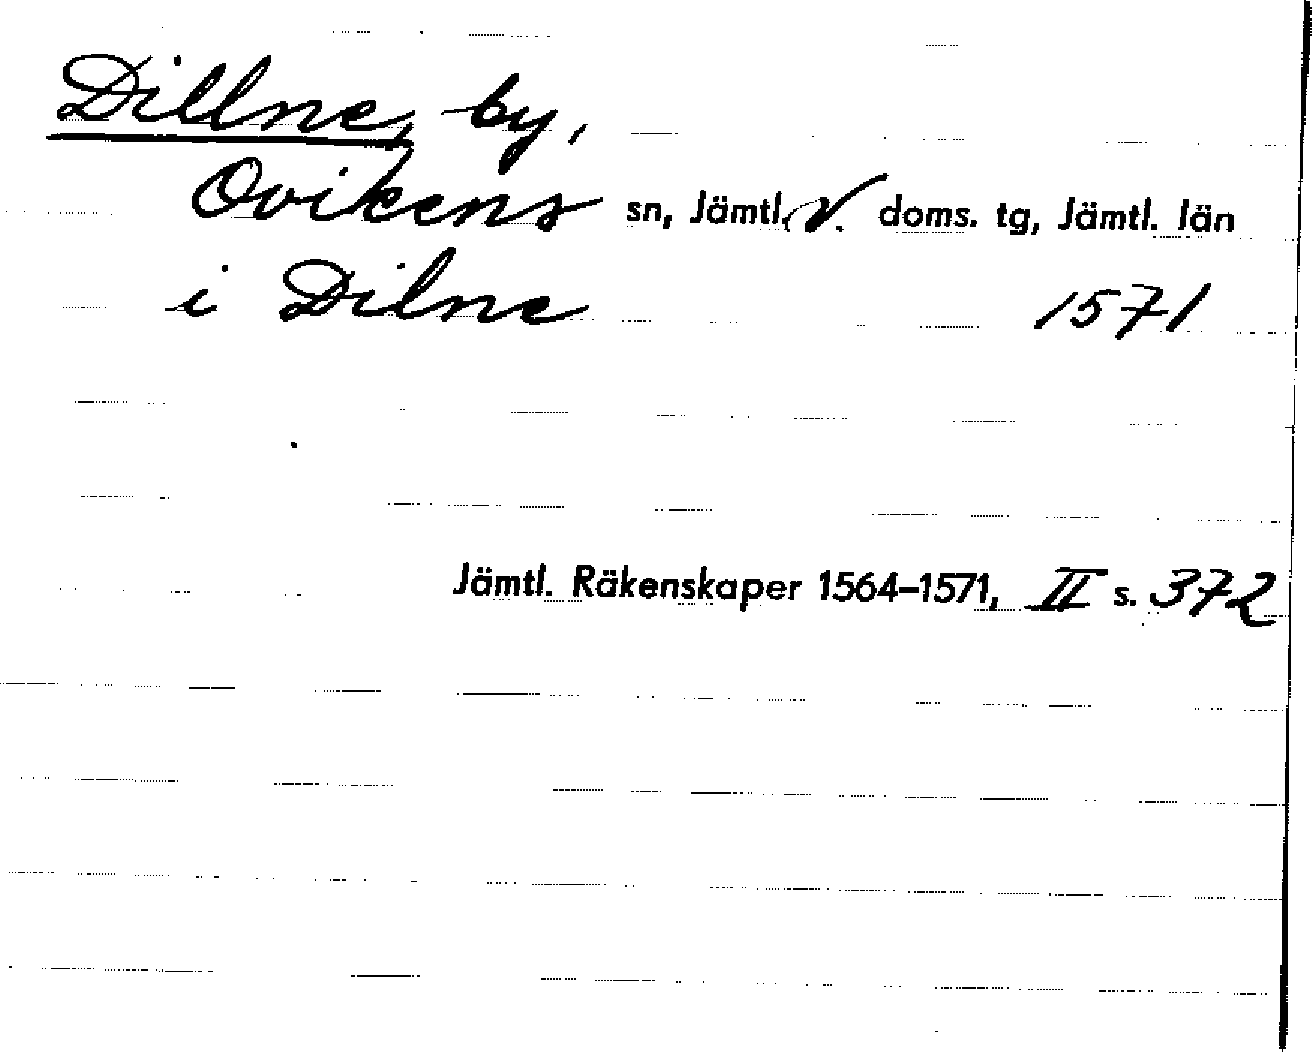 Dillne, by,
Ovikens sn, Jämtl. V. doms. tg, Jämtl. län
i Dilne 1571
Jämtl. Räkenskaper 1564–1571, II s. 372